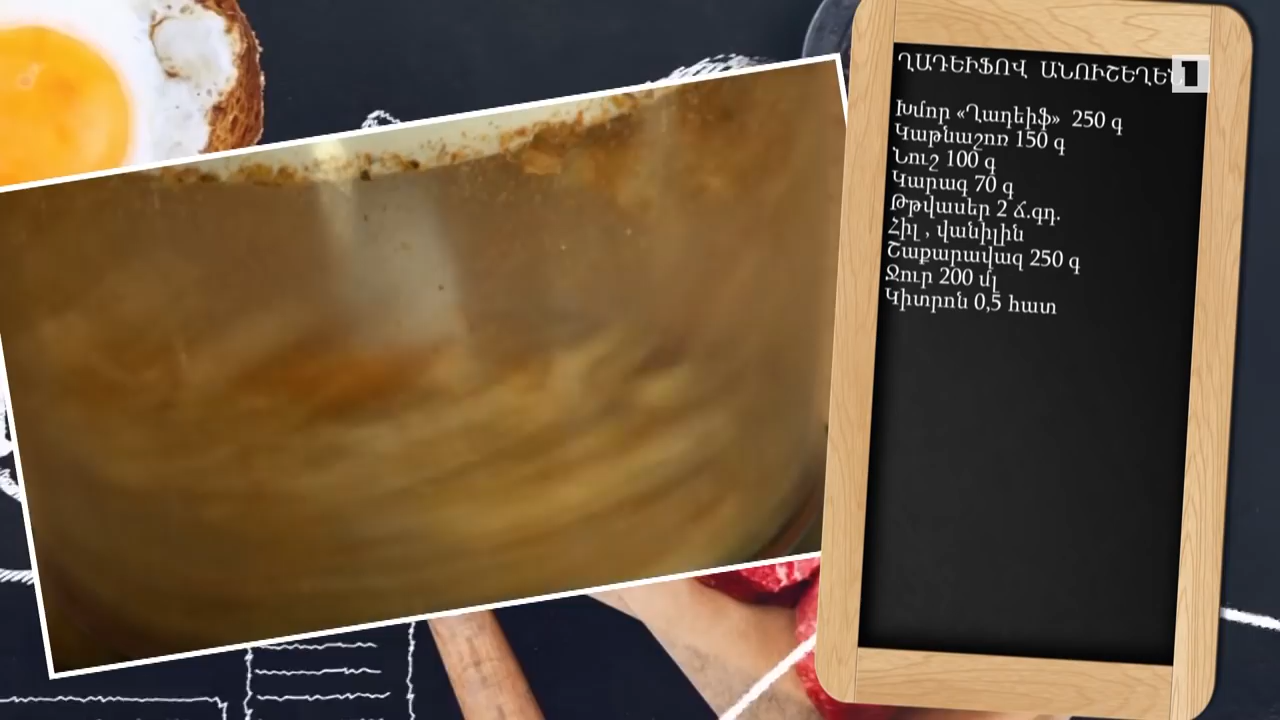 ՂԱԴԵԻՖՈՎ ԱՆՈՒՇԵՂԵՆ
1
Խմոր «Ղադեիֆ» 250 գ
Կաթնաշոռ 150 գ
Նուշ 100 գ
Կարագ 70 գ
Թթվասեր 2 ճ.գդ.
Հիլ , վանիլին
Շաքարավազ 250 գ
Ջուր 200 մլ
Կիտրոն 0,5 հատ